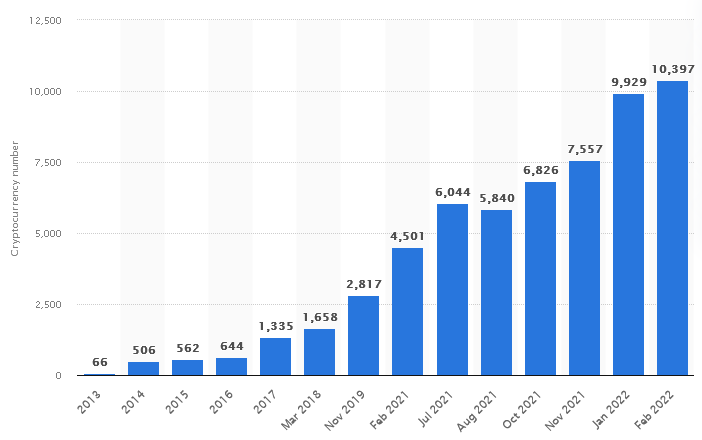 12,500
10,000
7,500
5,000
2,500
0
Cryptocurrency number
66
506
562
644
1,335
1,658
2,817
4,501
6,044
5,840
6,826
7,557
9,929
10,397
2013
2014
2015
2016
2017
Mar 2018
Nov 2019
Feb 2021
Jul 2021
Aug 2021
Oct 2021
Nov 2021
Jan 2022
Feb 2022